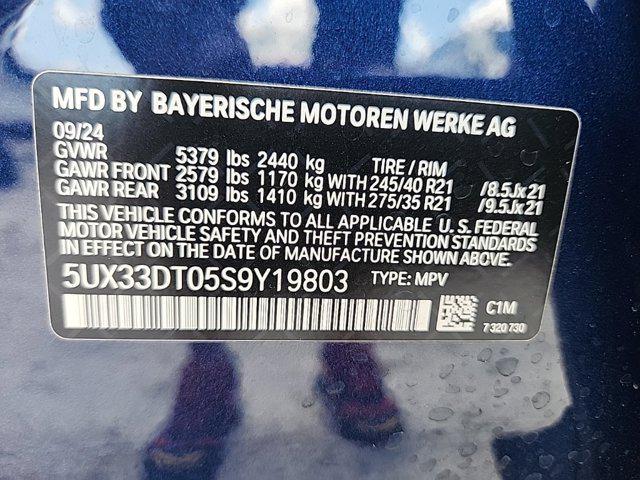 MFD BY BAYERISCHE MOTOREN WERKE AG
09/24
GVWR 5379 lbs 2440 kg TIRE / RIM
GAWR FRONT 2579 lbs 1170 kg WITH 245/40 R21 /8.5Jx21
GAWR REAR 3109 lbs 1410 kg WITH 275/35 R21 /9.5Jx21
THIS VEHICLE CONFORMS TO ALL APPLICABLE U. S. FEDERAL
MOTOR VEHICLE SAFETY AND THEFT PREVENTION STANDARDS
IN EFFECT ON THE DATE OF MANUFACTURE SHOWN ABOVE.
5UX33DT05S9Y19803 TYPE: MPV
C1M
7 320 730